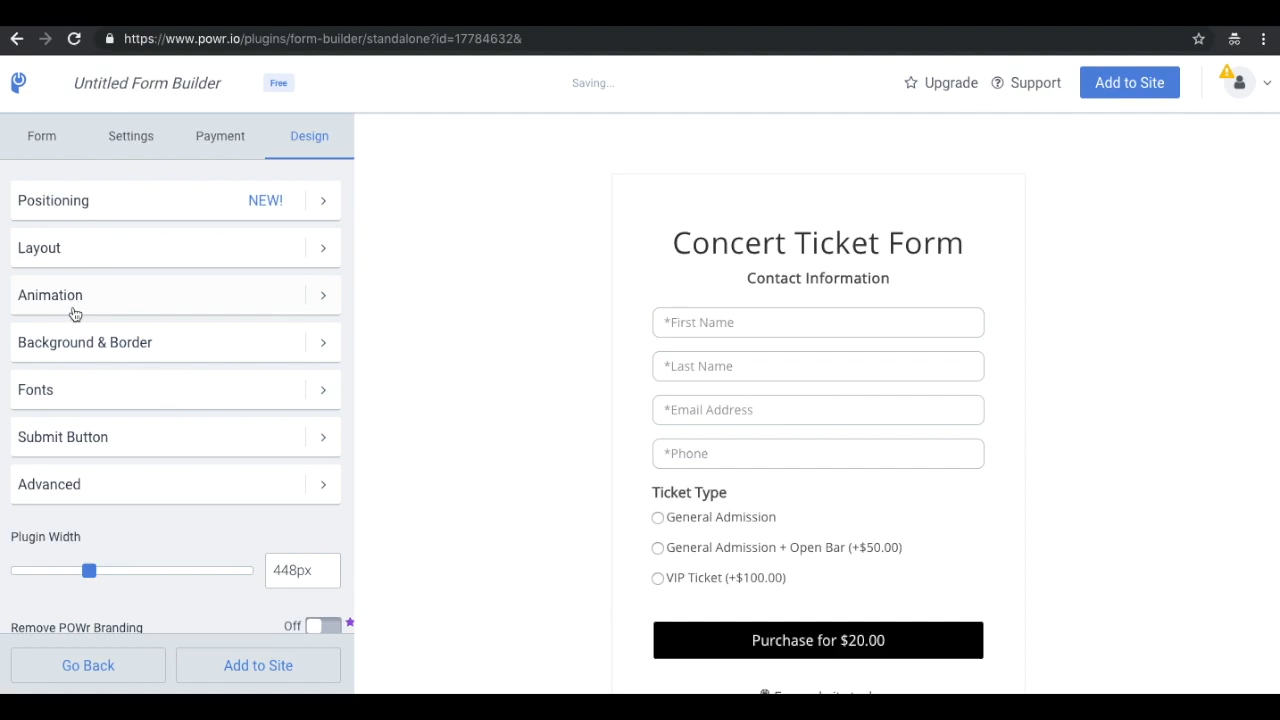 https://www.powr.io/plugins/form-builder/standalone?id=17784632&
Untitled Form Builder
Free
Saving...
Upgrade
Support
Add to Site
Form
Settings
Payment
Design
Positioning
NEW!
Layout
Animation
Background & Border
Fonts
Submit Button
Advanced
Plugin Width
448px
Remove POWr Branding
Off
Go Back
Add to Site
Concert Ticket Form
Contact Information
*First Name
*Last Name
*Email Address
*Phone
Ticket Type
General Admission
General Admission + Open Bar (+$50.00)
VIP Ticket (+$100.00)
Purchase for $20.00